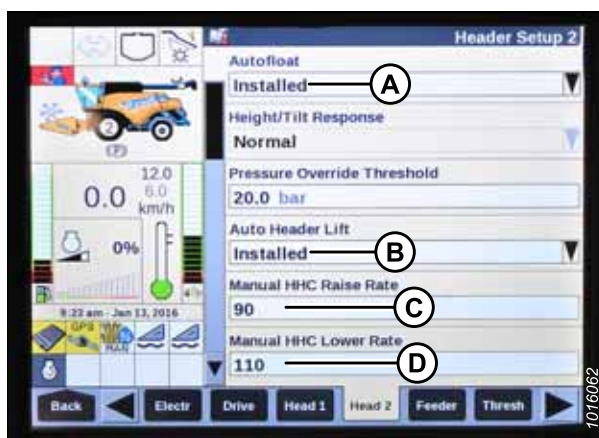 Header Setup 2
Autofloat
Installed
A
Height/Tilt Response
Normal
2
(P)
Pressure Override Threshold
20.0 bar
12.0
0.0
6.0
km/h
Auto Header Lift
Installed
B
0%
Manual HHC Raise Rate
90
C
9:23 am - Jan 13, 2016
GPS
MAN
Manual HHC Lower Rate
110
D
Back
Electr
Drive
Head 1
Head 2
Feeder
Thresh
1016062